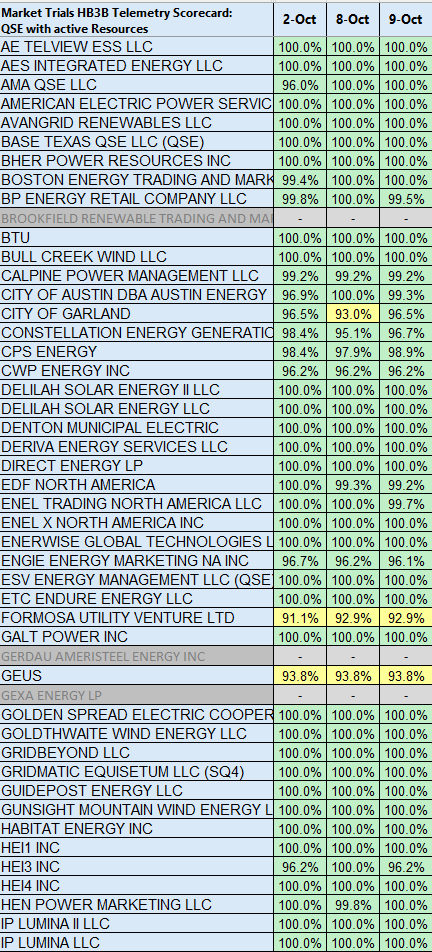 Market Trials HB3B Telemetry Scorecard:
QSE with active Resources 2-Oct 8-Oct 9-Oct
AE TELVIEW ESS LLC 100.0% 100.0% 100.0%
AES INTEGRATED ENERGY LLC 100.0% 100.0% 100.0%
AMA QSE LLC 96.0% 100.0% 100.0%
AMERICAN ELECTRIC POWER SERVIC 100.0% 100.0% 100.0%
AVANGRID RENEWABLES LLC 100.0% 100.0% 100.0%
BASE TEXAS QSE LLC (QSE) 100.0% 100.0% 100.0%
BHER POWER RESOURCES INC 100.0% 100.0% 100.0%
BOSTON ENERGY TRADING AND MARK 99.4% 100.0% 100.0%
BP ENERGY RETAIL COMPANY LLC 99.8% 100.0% 99.5%
BROOKFIELD RENEWABLE TRADING AND MAI - - -
BTU 100.0% 100.0% 100.0%
BULL CREEK WIND LLC 100.0% 100.0% 100.0%
CALPINE POWER MANAGEMENT LLC 99.2% 99.2% 99.2%
CITY OF AUSTIN DBA AUSTIN ENERGY 96.9% 100.0% 99.3%
CITY OF GARLAND 96.5% 93.0% 96.5%
CONSTELLATION ENERGY GENERATIO 98.4% 95.1% 96.7%
CPS ENERGY 98.4% 97.9% 98.9%
CWP ENERGY INC 96.2% 96.2% 96.2%
DELILAH SOLAR ENERGY II LLC 100.0% 100.0% 100.0%
DELILAH SOLAR ENERGY LLC 100.0% 100.0% 100.0%
DENTON MUNICIPAL ELECTRIC 100.0% 100.0% 100.0%
DERIVA ENERGY SERVICES LLC 100.0% 100.0% 100.0%
DIRECT ENERGY LP 100.0% 100.0% 100.0%
EDF NORTH AMERICA 100.0% 99.3% 99.2%
ENEL TRADING NORTH AMERICA LLC 100.0% 100.0% 99.7%
ENEL X NORTH AMERICA INC 100.0% 100.0% 100.0%
ENERWISE GLOBAL TECHNOLOGIES L 100.0% 100.0% 100.0%
ENGIE ENERGY MARKETING NA INC 96.7% 96.2% 96.1%
ESV ENERGY MANAGEMENT LLC (QSE) 100.0% 100.0% 100.0%
ETC ENDURE ENERGY LLC 100.0% 100.0% 100.0%
FORMOSA UTILITY VENTURE LTD 91.1% 92.9% 92.9%
GALT POWER INC 100.0% 100.0% 100.0%
GERDAU AMERISTEEL ENERGY INC - - -
GEUS 93.8% 93.8% 93.8%
GEXA ENERGY LP - - -
GOLDEN SPREAD ELECTRIC COOPER 100.0% 100.0% 100.0%
GOLDTHWAITE WIND ENERGY LLC 100.0% 100.0% 100.0%
GRIDBEYOND LLC 100.0% 100.0% 100.0%
GRIDMATIC EQUISETUM LLC (SQ4) 100.0% 100.0% 100.0%
GUIDEPOST ENERGY LLC 100.0% 100.0% 100.0%
GUNSIGHT MOUNTAIN WIND ENERGY L 100.0% 100.0% 100.0%
HABITAT ENERGY INC 100.0% 100.0% 100.0%
HEI1 INC 100.0% 100.0% 100.0%
HEI3 INC 96.2% 100.0% 96.2%
HEI4 INC 100.0% 100.0% 100.0%
HEN POWER MARKETING LLC 100.0% 99.8% 100.0%
IP LUMINA II LLC 100.0% 100.0% 100.0%
IP LUMINA LLC 100.0% 100.0% 100.0%